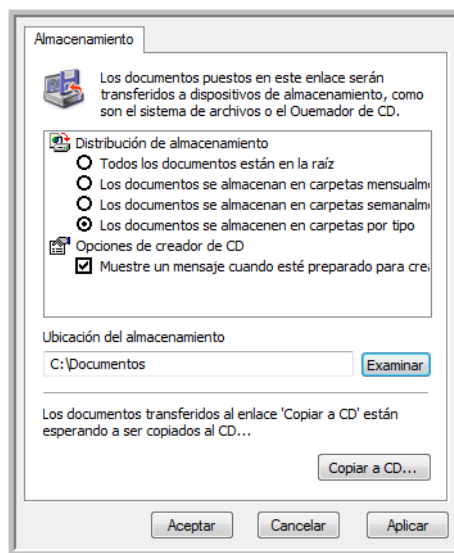 Almacenamiento
Los documentos puestos en este enlace serán
transferidos a dispositivos de almacenamiento, como
son el sistema de archivos o el Ouemador de CD.
Distribución de almacenamiento
Todos los documentos están en la raíz
Los documentos se almacenan en carpetas mensualme
Los documentos se almacenan en carpetas semanalme
Los documentos se almacenen en carpetas por tipo
Opciones de creador de CD
Muestre un mensaje cuando esté preparado para crea
Ubicación del almacenamiento
C:\Documentos
Examinar
Los documentos transferidos al enlace 'Copiar a CD' están
esperando a ser copiados al CD...
Copiar a CD...
Aceptar
Cancelar
Aplicar